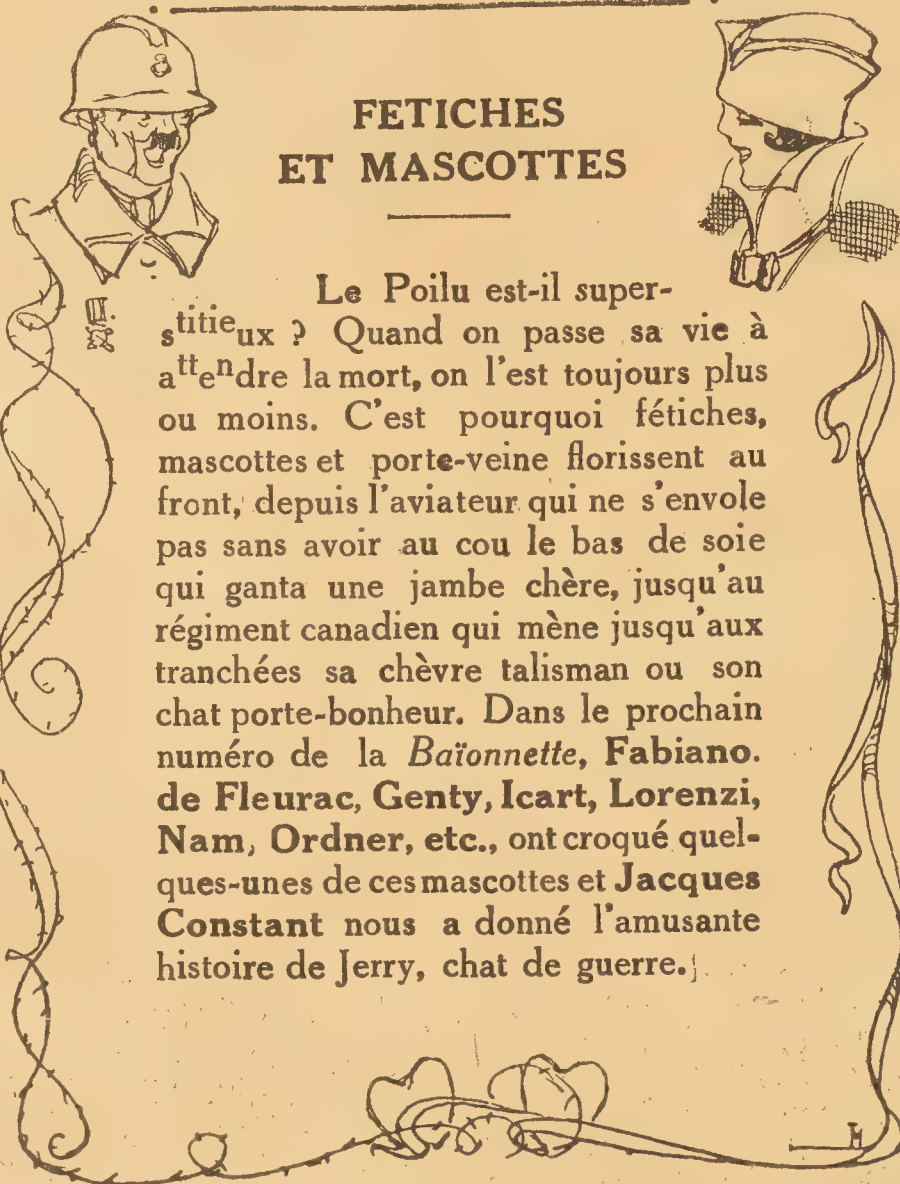 FETICHES
ET MASCOTTES
Le Poilu est-il super-
stitieux ? Quand on passe sa vie à
attendre la mort, on l'est toujours plus
ou moins. C'est pourquoi fétiches,
mascottes et porte-veine florissent au
front, depuis l'aviateur qui ne s'envole
pas sans avoir au cou le bas de soie
qui ganta une jambe chère, jusqu'au
régiment canadien qui mène jusqu'aux
tranchées sa chèvre talisman ou son
chat porte-bonheur. Dans le prochain
numéro de la Baïonnette, Fabiano.
de Fleurac, Genty, Icart, Lorenzi,
Nam, Ordner, etc., ont croqué quel-
ques-unes de ces mascottes et Jacques
Constant nous a donné l'amusante
histoire de Jerry, chat de guerre.
M